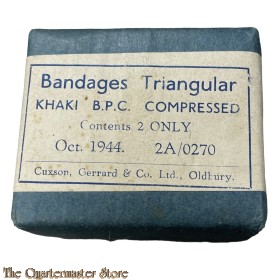 Bandages Triangular
KHAKI B.P.C. COMPRESSED
Contents 2 ONLY
Oct. 1944. 2A/0270
Cuxson, Gerrard & Co. Ltd., Oldbury.
The Quartermaster Store